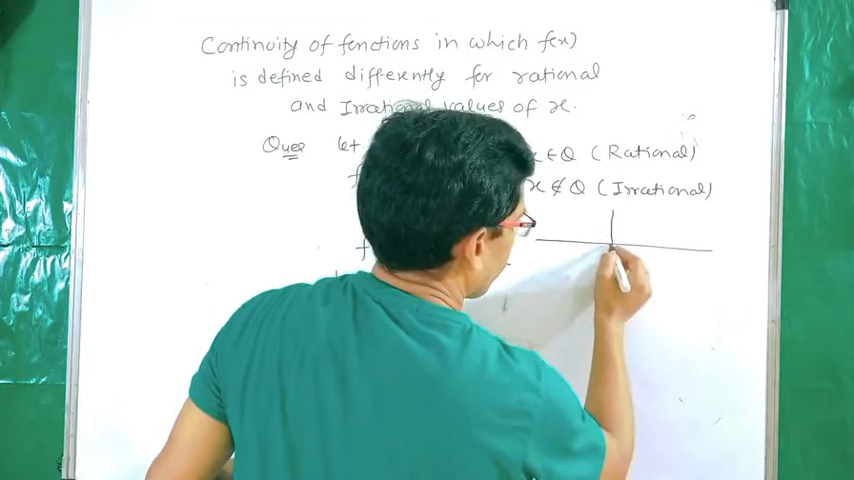 Continuity of functions in which f(x)
is defined differently for rational
and Irrational values of x.
Ques let x ∈ Q (Rational)
f x ∉ Q (Irrational)
f